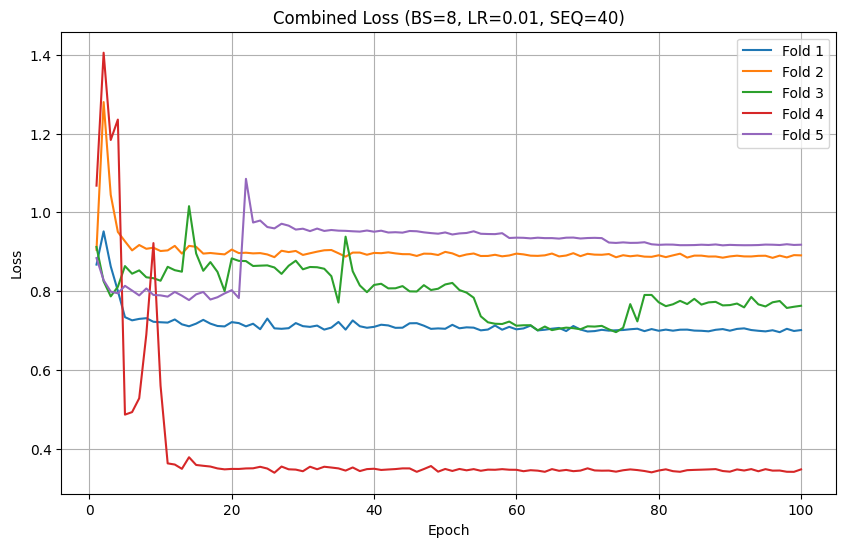 Combined Loss (BS=8, LR=0.01, SEQ=40)
Fold 1
Fold 2
Fold 3
Fold 4
Fold 5
Loss
1.4
1.2
1.0
0.8
0.6
0.4
0 20 40 60 80 100
Epoch